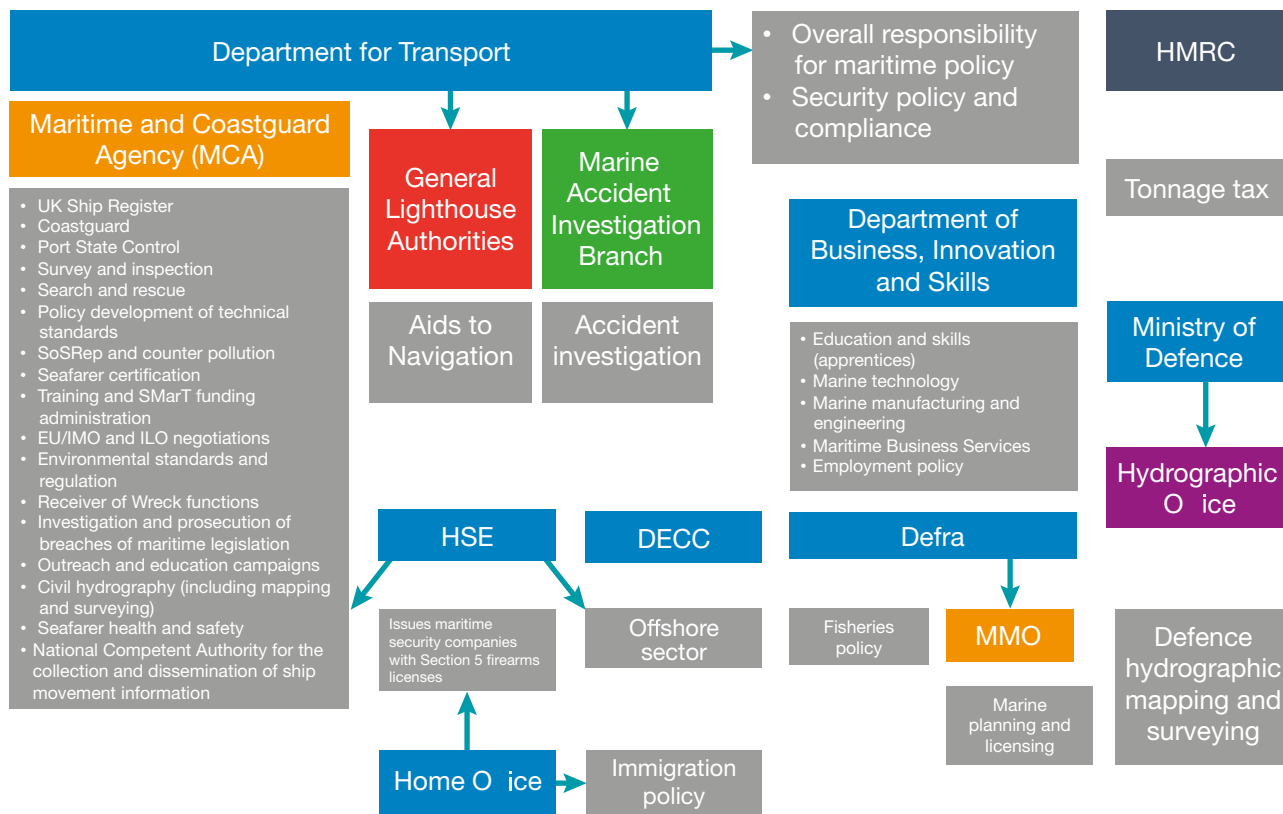 Department for Transport
• Overall responsibility
for maritime policy
• Security policy and
compliance
HMRC
Maritime and Coastguard
Agency (MCA)
General
Lighthouse
Authorities
Marine
Accident
Investigation
Branch
Tonnage tax
• UK Ship Register
• Coastguard
• Port State Control
• Survey and inspection
• Search and rescue
• Policy development of technical
standards
• SoSRep and counter pollution
• Seafarer certification
• Training and SMarT funding
administration
• EU/IMO and ILO negotiations
• Environmental standards and
regulation
• Receiver of Wreck functions
• Investigation and prosecution of
breaches of maritime legislation
• Outreach and education campaigns
• Civil hydrography (including mapping
and surveying)
• Seafarer health and safety
• National Competent Authority for the
collection and dissemination of ship
movement information
Aids to
Navigation
Accident
investigation
Department of
Business, Innovation
and Skills
• Education and skills
(apprentices)
• Marine technology
• Marine manufacturing and
engineering
• Maritime Business Services
• Employment policy
Ministry of
Defence
Hydrographic
O ice
HSE
DECC
Defra
Issues maritime
security companies
with Section 5 firearms
licenses
Offshore
sector
Fisheries
policy
MMO
Marine
planning and
licensing
Defence
hydrographic
mapping and
surveying
Home O ice
Immigration
policy